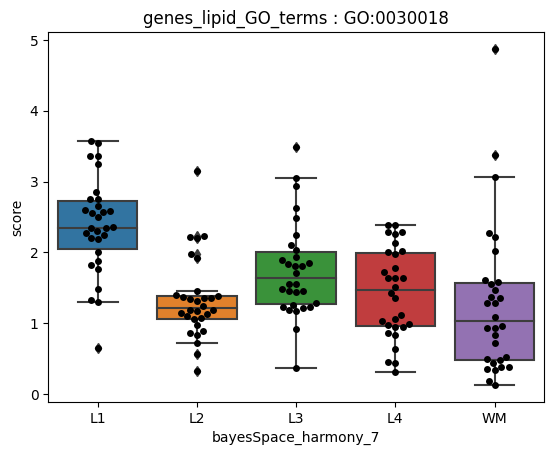 genes_lipid_GO_terms : GO:0030018
5
4
3
2
1
0
score
L1 L2 L3 L4 WM
bayesSpace_harmony_7